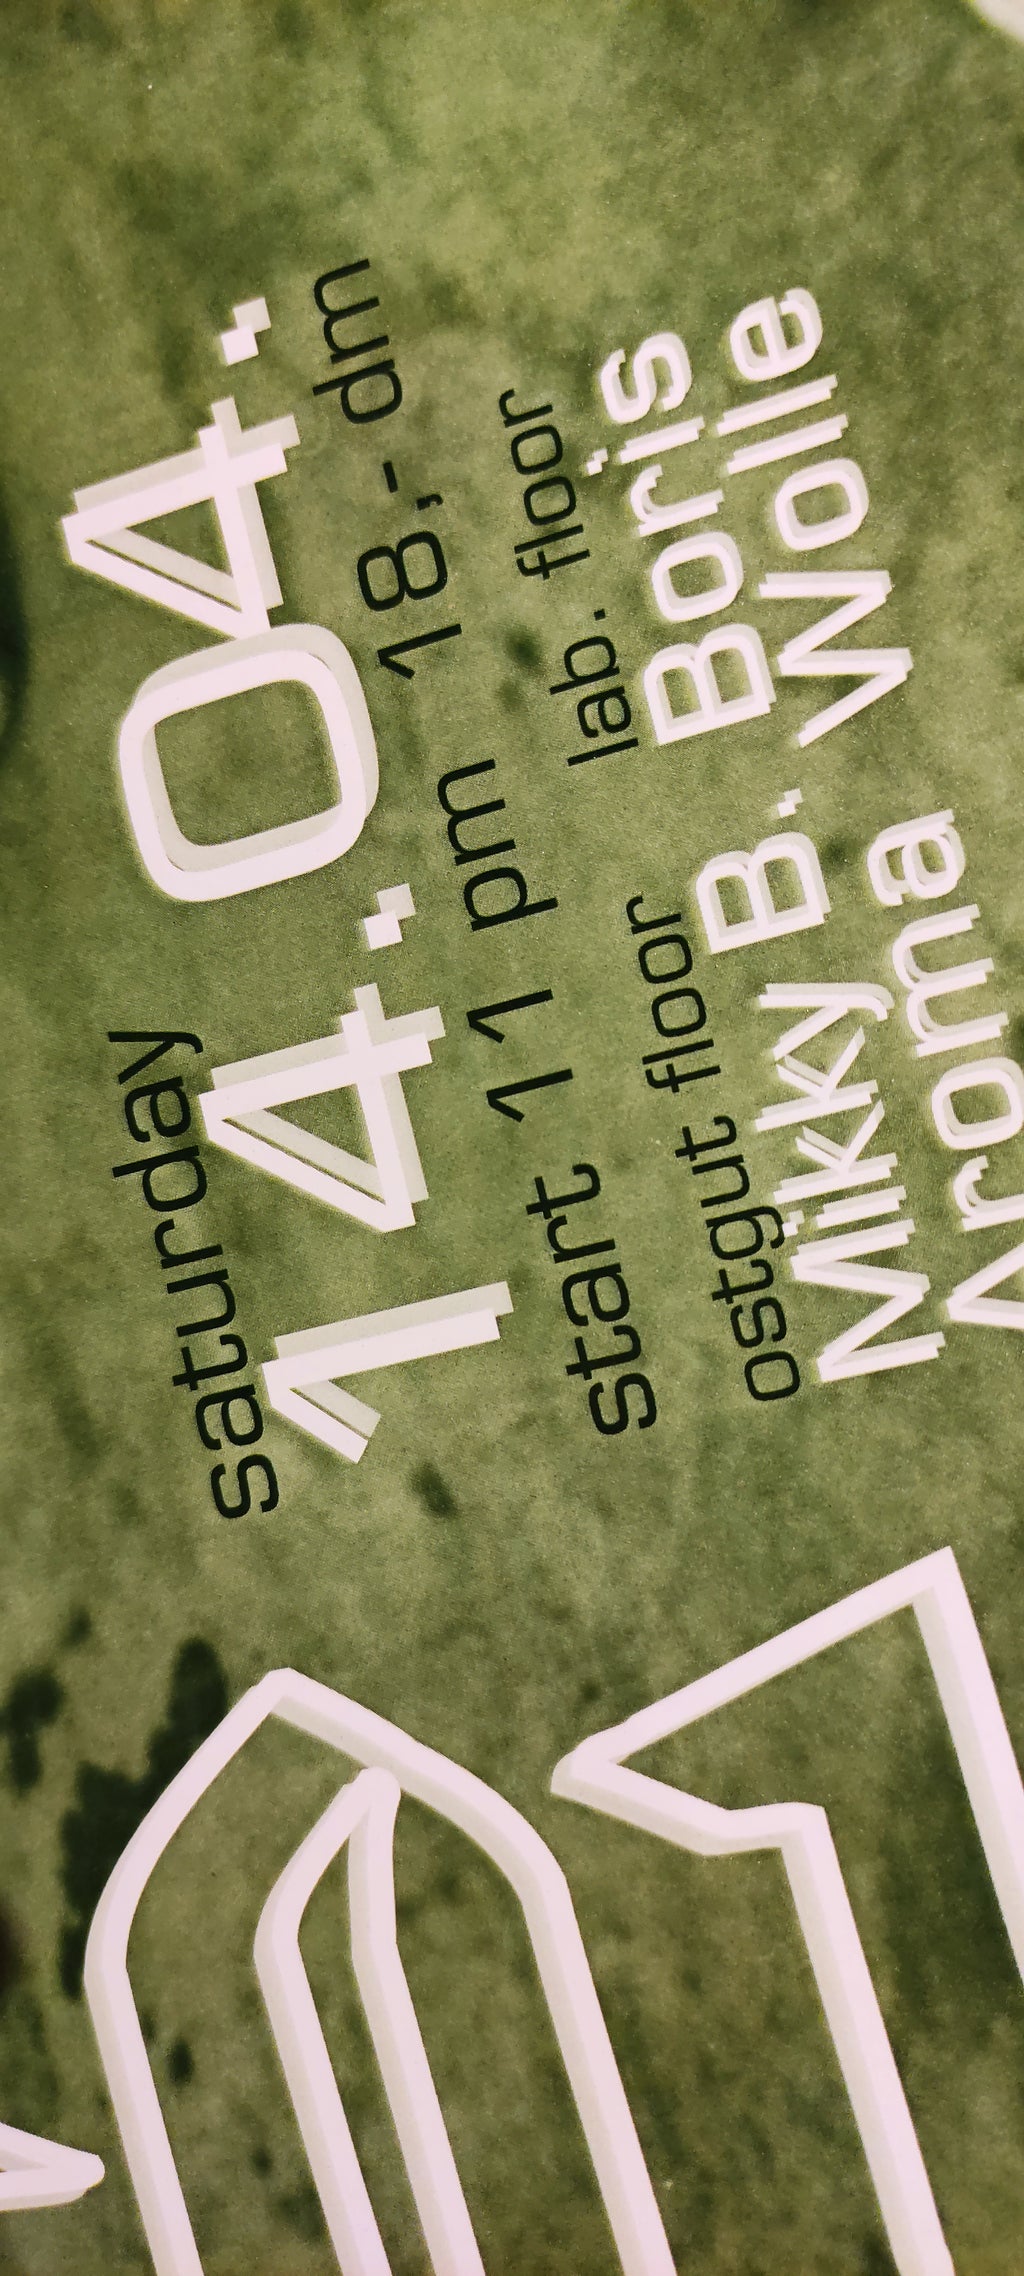 saturday
14. 04.
start 11 pm 18,- dm
ostgut floor
Mikky B.
Aroma
lab. floor
Boris
Wolle